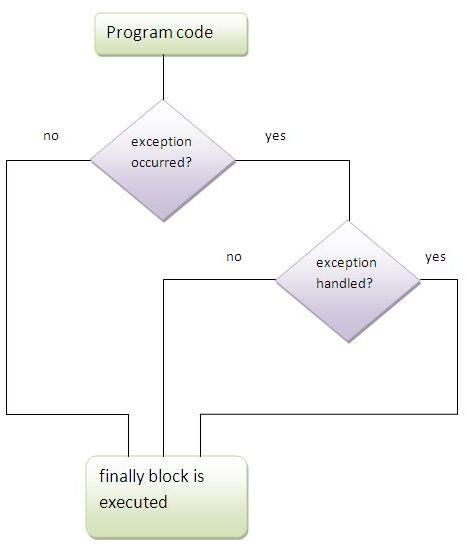 Program code
no
yes
exception
occurred?
no
yes
exception
handled?
finally block is
executed